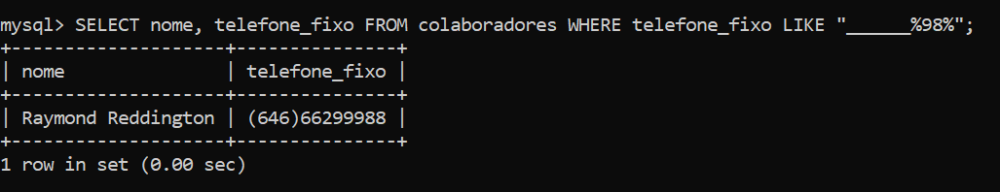 mysql> SELECT nome, telefone_fixo FROM colaboradores WHERE telefone_fixo LIKE "______%98%";
+--------------------+---------------+
| nome               | telefone_fixo |
+--------------------+---------------+
| Raymond Reddington | (646)66299988 |
+--------------------+---------------+
1 row in set (0.00 sec)